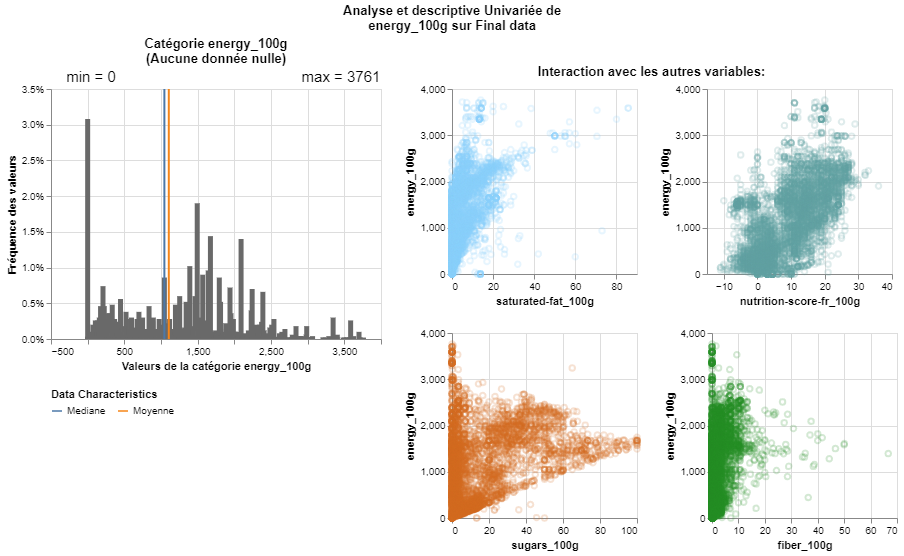 Analyse et descriptive Univariée de
energy_100g sur Final data
Catégorie energy_100g
(Aucune donnée nulle)
min = 0
max = 3761
3.5%
3.0%
2.5%
2.0%
1.5%
1.0%
0.5%
0.0%
Fréquence des valeurs
-500
500
1,500
2,500
3,500
Valeurs de la catégorie energy_100g
Data Characteristics
Mediane
Moyenne
Interaction avec les autres variables:
4,000
3,000
2,000
1,000
0
energy_100g
0
20
40
60
80
saturated-fat_100g
4,000
3,000
2,000
1,000
0
energy_100g
−10
0
10
20
30
40
nutrition-score-fr_100g
4,000
3,000
2,000
1,000
0
energy_100g
0
20
40
60
80
100
sugars_100g
4,000
3,000
2,000
1,000
0
energy_100g
0
10
20
30
40
50
60
70
fiber_100g